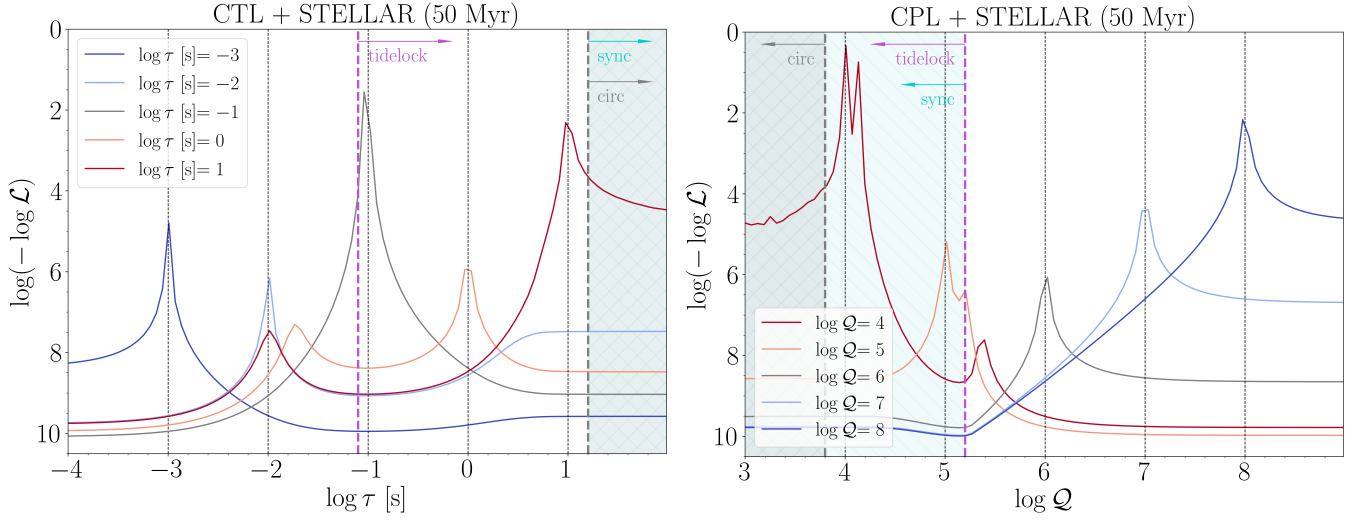 CTL + STELLAR (50 Myr)
log(− log 𝓛)
0
2
4
6
8
10
log τ [s]= −3
log τ [s]= −2
log τ [s]= −1
log τ [s]= 0
log τ [s]= 1
tidelock
sync
circ
−4
−3
−2
−1
0
1
log τ [s]
CPL + STELLAR (50 Myr)
log(− log 𝓛)
0
2
4
6
8
10
circ
tidelock
sync
log 𝒬= 4
log 𝒬= 5
log 𝒬= 6
log 𝒬= 7
log 𝒬= 8
3
4
5
6
7
8
log 𝒬